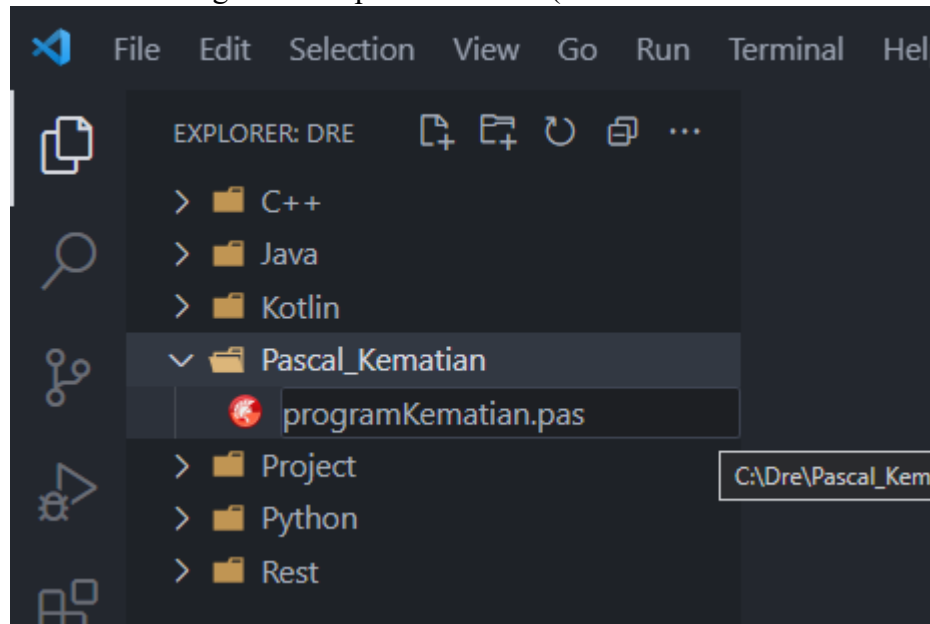 File Edit Selection View Go Run Terminal Hel
EXPLORER: DRE
C++
Java
Kotlin
Pascal_Kematian
programKematian.pas
Project
C:\Dre\Pascal_Kem
Python
Rest